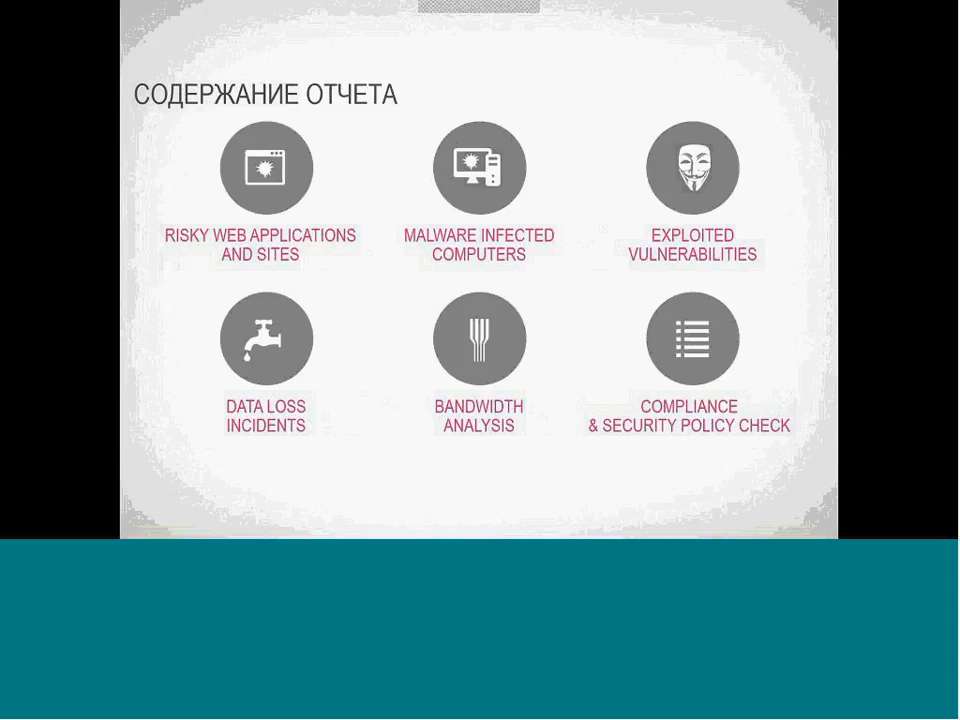 СОДЕРЖАНИЕ ОТЧЕТА
RISKY WEB APPLICATIONS
AND SITES
MALWARE INFECTED
COMPUTERS
EXPLOITED
VULNERABILITIES
DATA LOSS
INCIDENTS
BANDWIDTH
ANALYSIS
COMPLIANCE
& SECURITY POLICY CHECK